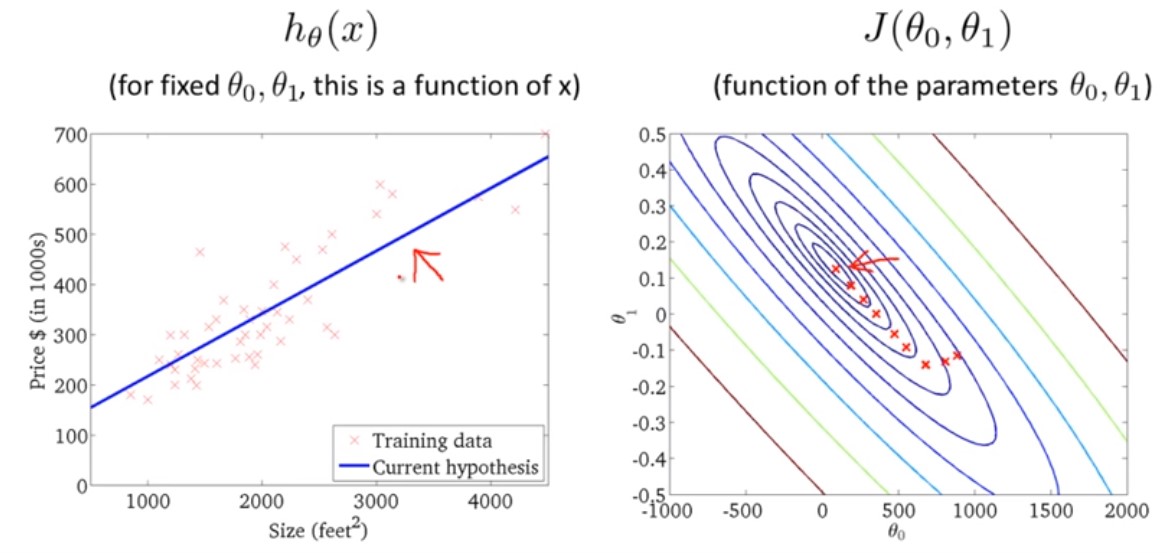 hθ(x)
(for fixed θ0, θ1, this is a function of x)
700
600
500
400
300
200
100
0
Price $ (in 1000s)
1000 2000 3000 4000
Size (feet²)
Training data
Current hypothesis
J(θ0, θ1)
(function of the parameters θ0, θ1)
0.5
0.4
0.3
0.2
0.1
0
-0.1
-0.2
-0.3
-0.4
-0.5
θ1
-1000 -500 0 500 1000 1500 2000
θ0